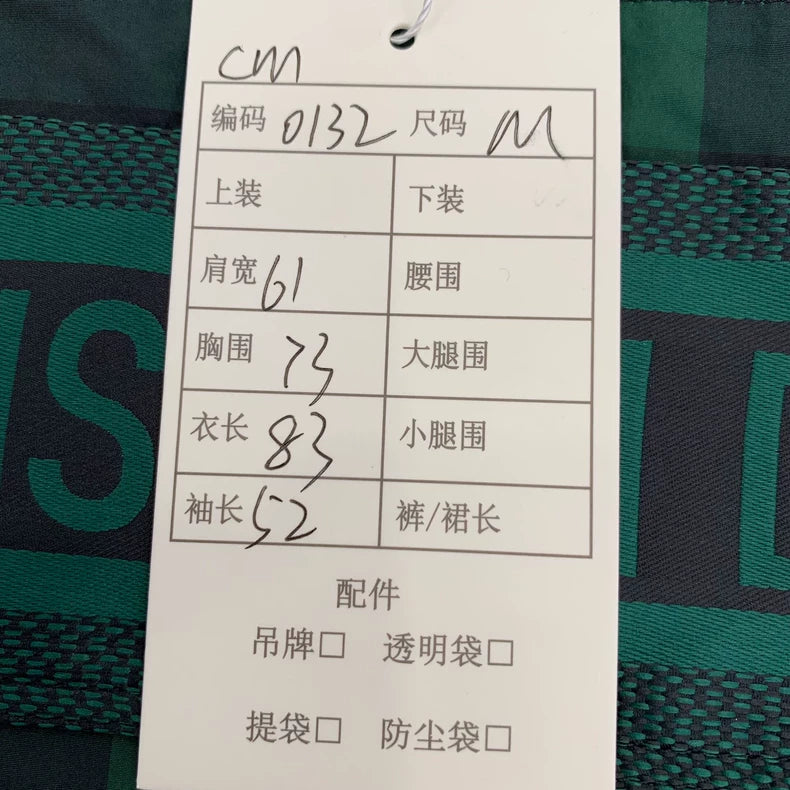 cm
编码 0132 尺码 M
上装 下装
肩宽 61 腰围
胸围 73 大腿围
衣长 83 小腿围
袖长 52 裤/裙长
配件
吊牌□ 透明袋□
提袋□ 防尘袋□